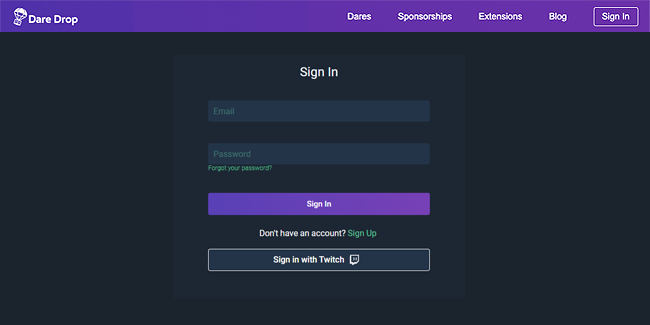 Dare Drop Dares Sponsorships Extensions Blog Sign In
Sign In
Email
Password
Forgot your password?
Sign In
Don't have an account? Sign Up
Sign in with Twitch